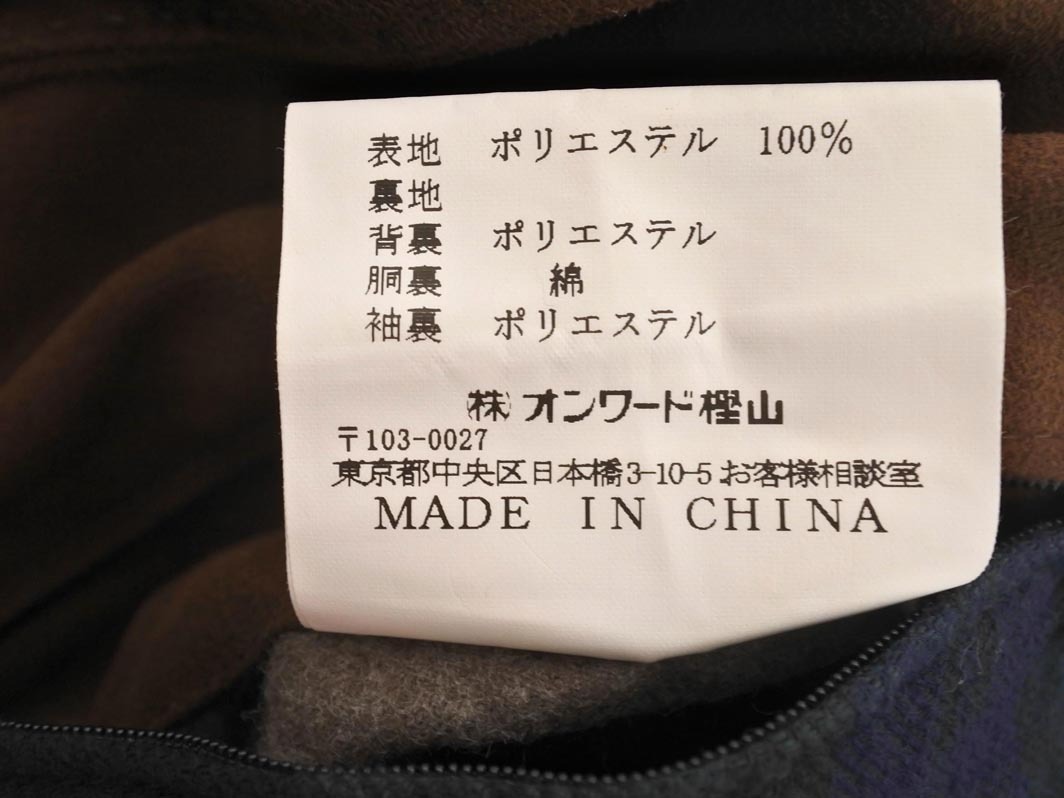 表地 ポリエステル 100%
裏地
背裏 ポリエステル
胴裏 綿
袖裏 ポリエステル
㈱オンワード樫山
〒103-0027
東京都中央区日本橋3-10-5お客様相談室
MADE IN CHINA